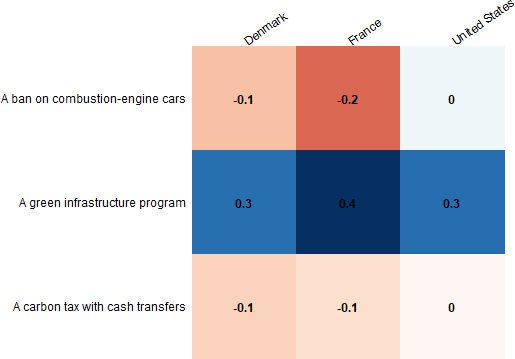 Denmark France United States
A ban on combustion-engine cars -0.1 -0.2 0
A green infrastructure program 0.3 0.4 0.3
A carbon tax with cash transfers -0.1 -0.1 0